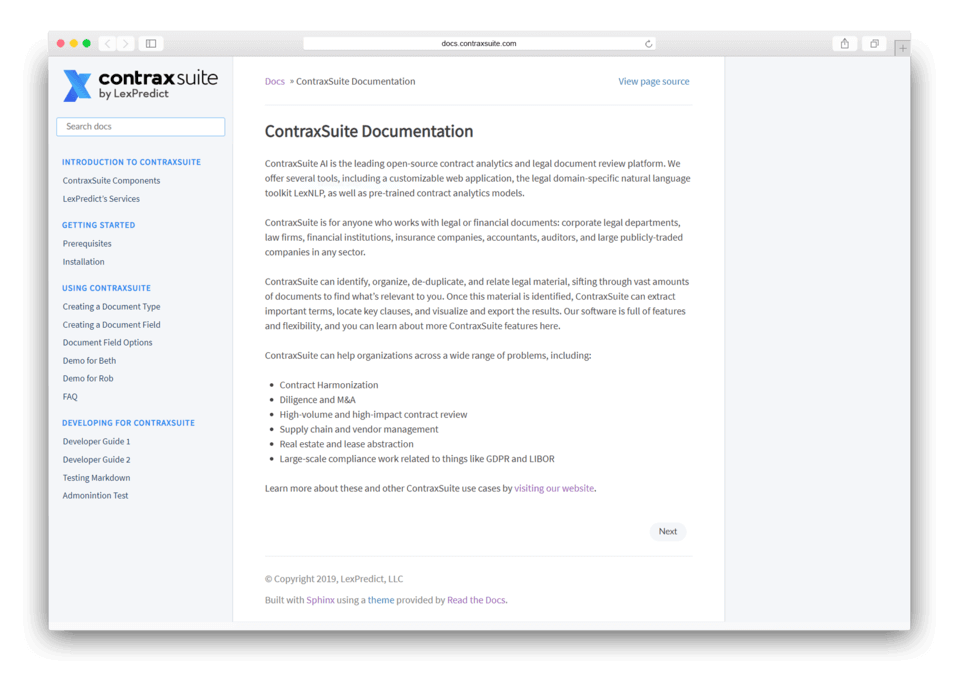 docs.contraxsuite.com
contraxsuite
by LexPredict
Search docs
INTRODUCTION TO CONTRAXSUITE
ContraxSuite Components
LexPredict's Services
GETTING STARTED
Prerequisites
Installation
USING CONTRAXSUITE
Creating a Document Type
Creating a Document Field
Document Field Options
Demo for Beth
Demo for Rob
FAQ
DEVELOPING FOR CONTRAXSUITE
Developer Guide 1
Developer Guide 2
Testing Markdown
Admonintion Test
Docs » ContraxSuite Documentation
View page source
ContraxSuite Documentation
ContraxSuite AI is the leading open-source contract analytics and legal document review platform. We
offer several tools, including a customizable web application, the legal domain-specific natural language
toolkit LexNLP, as well as pre-trained contract analytics models.
ContraxSuite is for anyone who works with legal or financial documents: corporate legal departments,
law firms, financial institutions, insurance companies, accountants, auditors, and large publicly-traded
companies in any sector.
ContraxSuite can identify, organize, de-duplicate, and relate legal material, sifting through vast amounts
of documents to find what's relevant to you. Once this material is identified, ContraxSuite can extract
important terms, locate key clauses, and visualize and export the results. Our software is full of features
and flexibility, and you can learn about more ContraxSuite features here.
ContraxSuite can help organizations across a wide range of problems, including:
• Contract Harmonization
• Diligence and M&A
• High-volume and high-impact contract review
• Supply chain and vendor management
• Real estate and lease abstraction
• Large-scale compliance work related to things like GDPR and LIBOR
Learn more about these and other ContraxSuite use cases by visiting our website.
Next
© Copyright 2019, LexPredict, LLC
Built with Sphinx using a theme provided by Read the Docs.